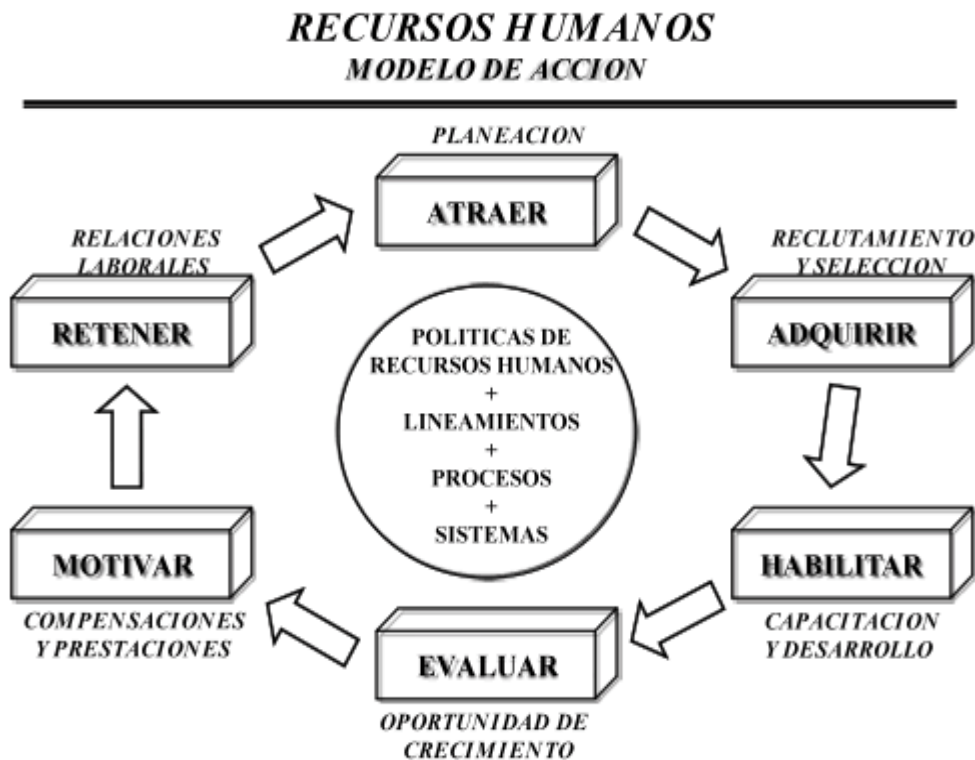 RECURSOS HUMANOS
MODELO DE ACCION
PLANEACION
ATRAER
RECLUTAMIENTO
Y SELECCION
ADQUIRIR
HABILITAR
CAPACITACION
Y DESARROLLO
EVALUAR
OPORTUNIDAD DE
CRECIMIENTO
MOTIVAR
COMPENSACIONES
Y PRESTACIONES
RELACIONES
LABORALES
RETENER
POLITICAS DE
RECURSOS HUMANOS
+
LINEAMIENTOS
+
PROCESOS
+
SISTEMAS